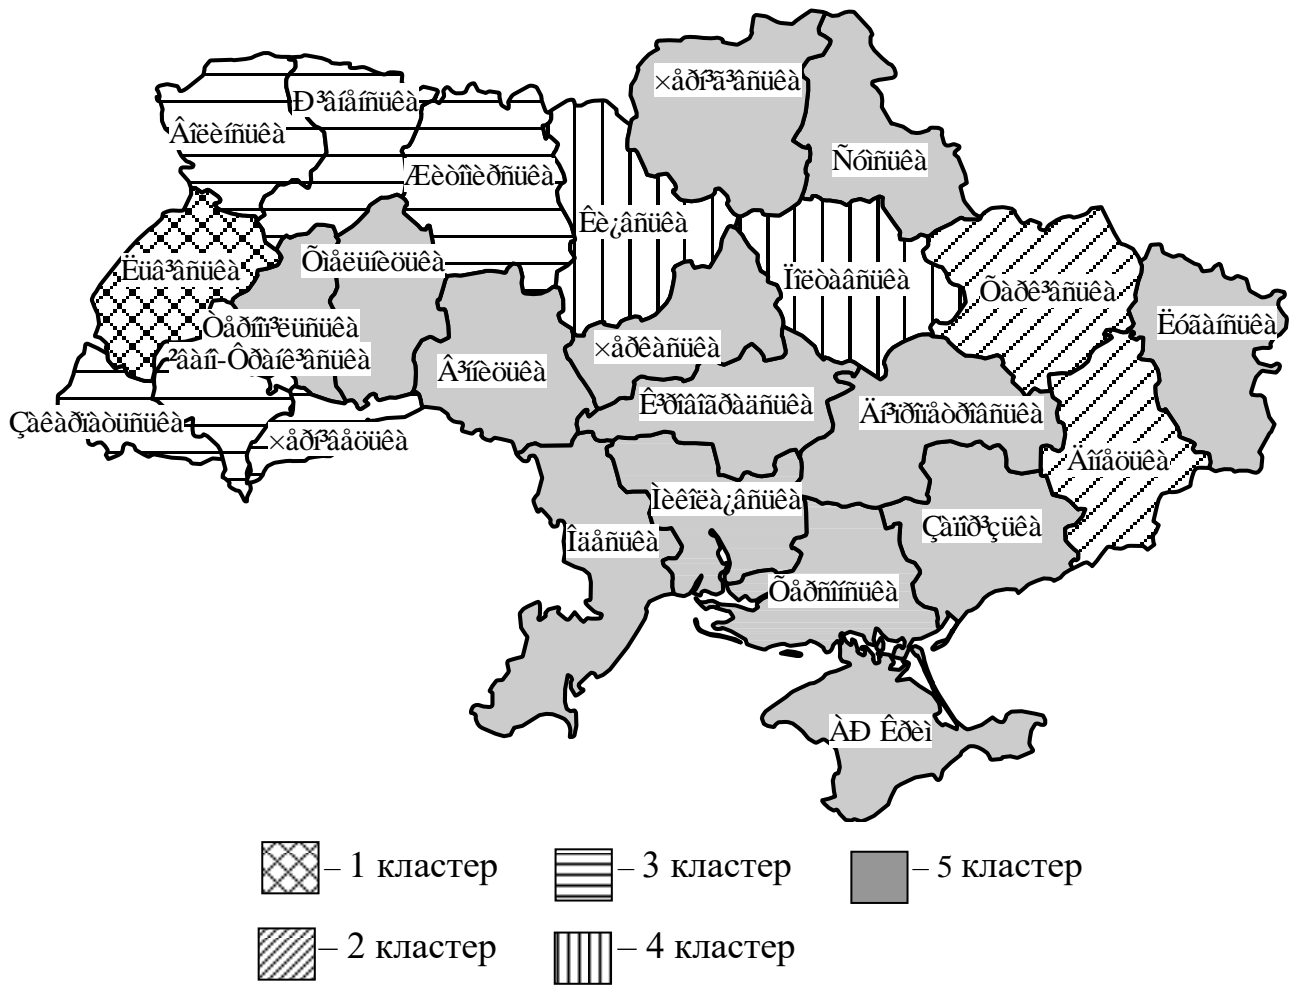 ×åðí³ã³âñüêà
Ð³âíåíñüêà
Âîëèíñüêà
Ñóìñüêà
Æèòîìèðñüêà
Êè¿âñüêà
Ëüâ³âñüêà
Õìåëüíèöüêà
Ïîëòàâñüêà
Õàðê³âñüêà
Òåðíîï³ëüñüêà
Ëóãàíñüêà
²âàíî-Ôðàíê³âñüêà
×åðêàñüêà
Â³ííèöüêà
Ê³ðîâîãðàäñüêà
Äí³ïðîïåòðîâñüêà
Çàêàðïàòñüêà
×åðí³âåöüêà
Äîíåöüêà
Ìèêîëà¿âñüêà
Çàïîð³çüêà
Îäåñüêà
Õåðñîíñüêà
ÀÐ Êðèì
– 1 кластер
– 3 кластер
– 5 кластер
– 2 кластер
– 4 кластер